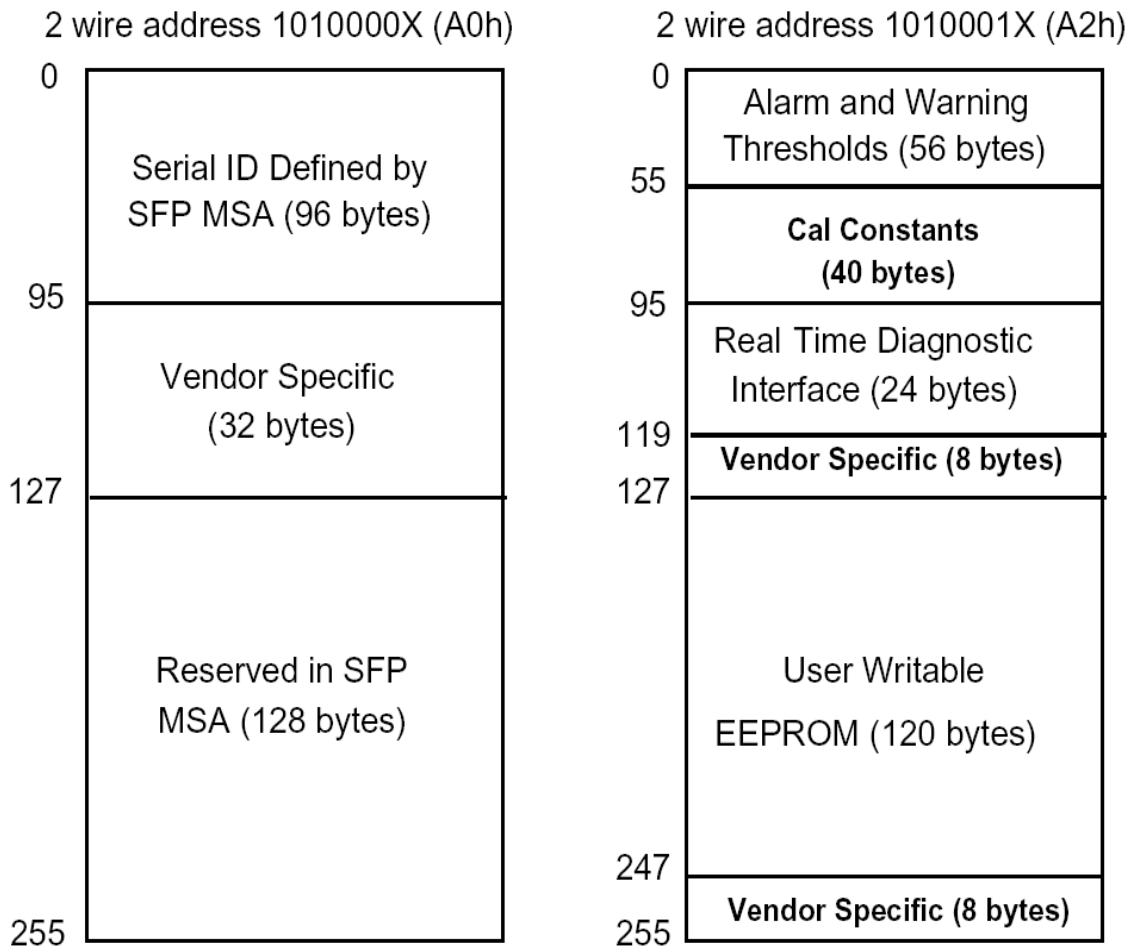 2 wire address 1010000X (A0h)
0
Serial ID Defined by
SFP MSA (96 bytes)
95
Vendor Specific
(32 bytes)
127
Reserved in SFP
MSA (128 bytes)
255
2 wire address 1010001X (A2h)
0
Alarm and Warning
Thresholds (56 bytes)
55
Cal Constants
(40 bytes)
95
Real Time Diagnostic
Interface (24 bytes)
119
Vendor Specific (8 bytes)
127
User Writable
EEPROM (120 bytes)
247
Vendor Specific (8 bytes)
255